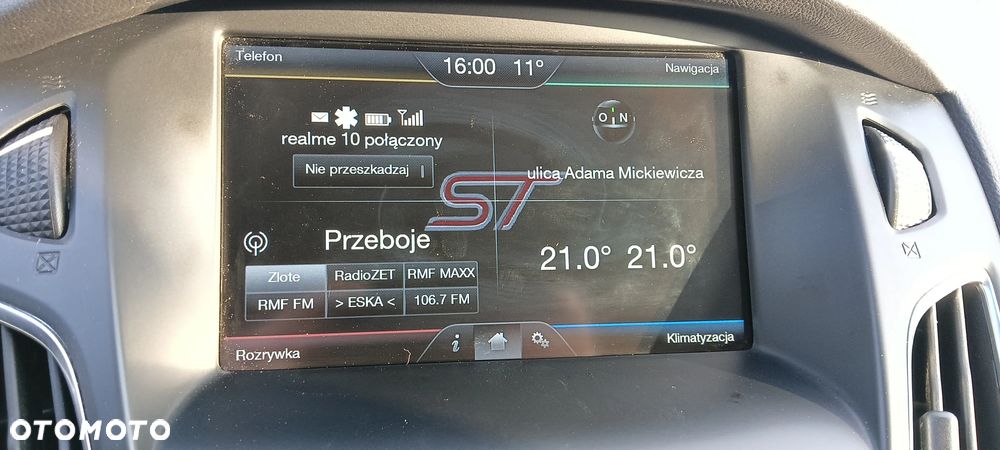 Telefon
16:00 11°
Nawigacja
realme 10 połączony
Nie przeszkadzaj
O N
ulica Adama Mickiewicza
ST
Przeboje
Zlote RadioZET RMF MAXX
RMF FM > ESKA < 106.7 FM
21.0° 21.0°
Rozrywka
i
Klimatyzacja
OTOMOTO